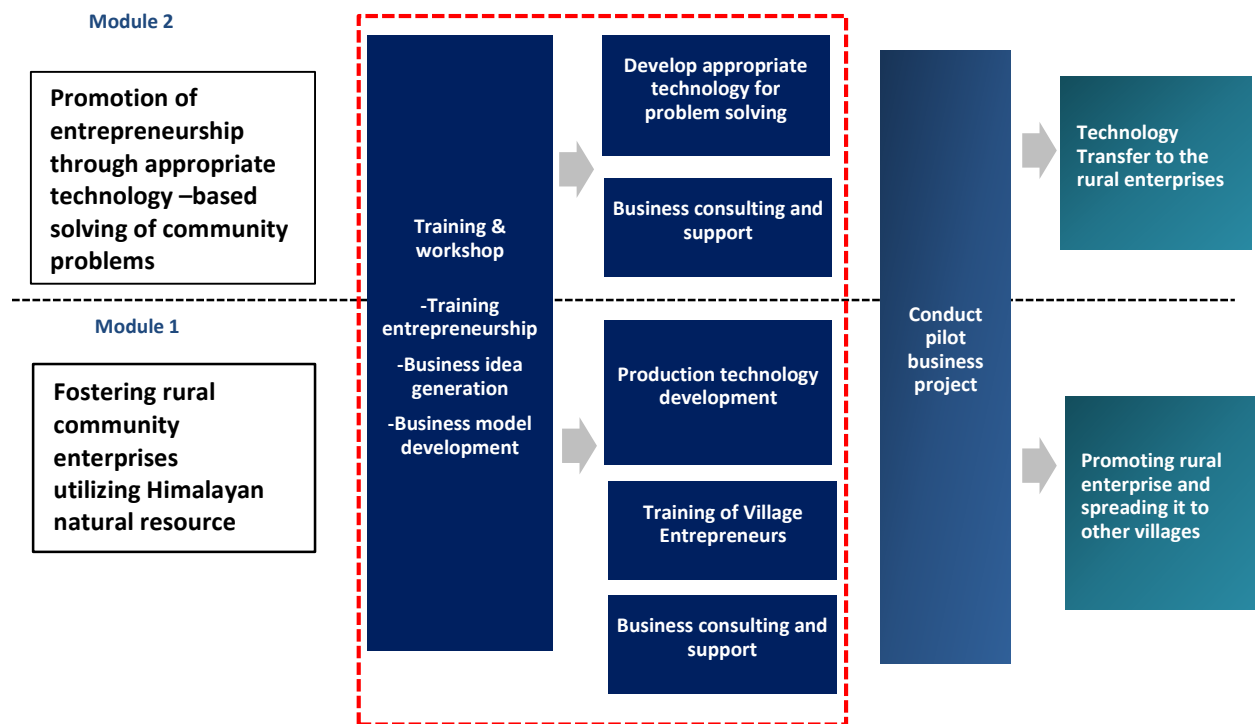 Module 2
Promotion of
entrepreneurship
through appropriate
technology –based
solving of community
problems
Module 1
Fostering rural
community
enterprises
utilizing Himalayan
natural resource
Training &
workshop
-Training
entrepreneurship
-Business idea
generation
-Business model
development
Develop appropriate
technology for
problem solving
Business consulting and
support
Production technology
development
Training of Village
Entrepreneurs
Business consulting and
support
Conduct
pilot
business
project
Technology
Transfer to the
rural enterprises
Promoting rural
enterprise and
spreading it to
other villages